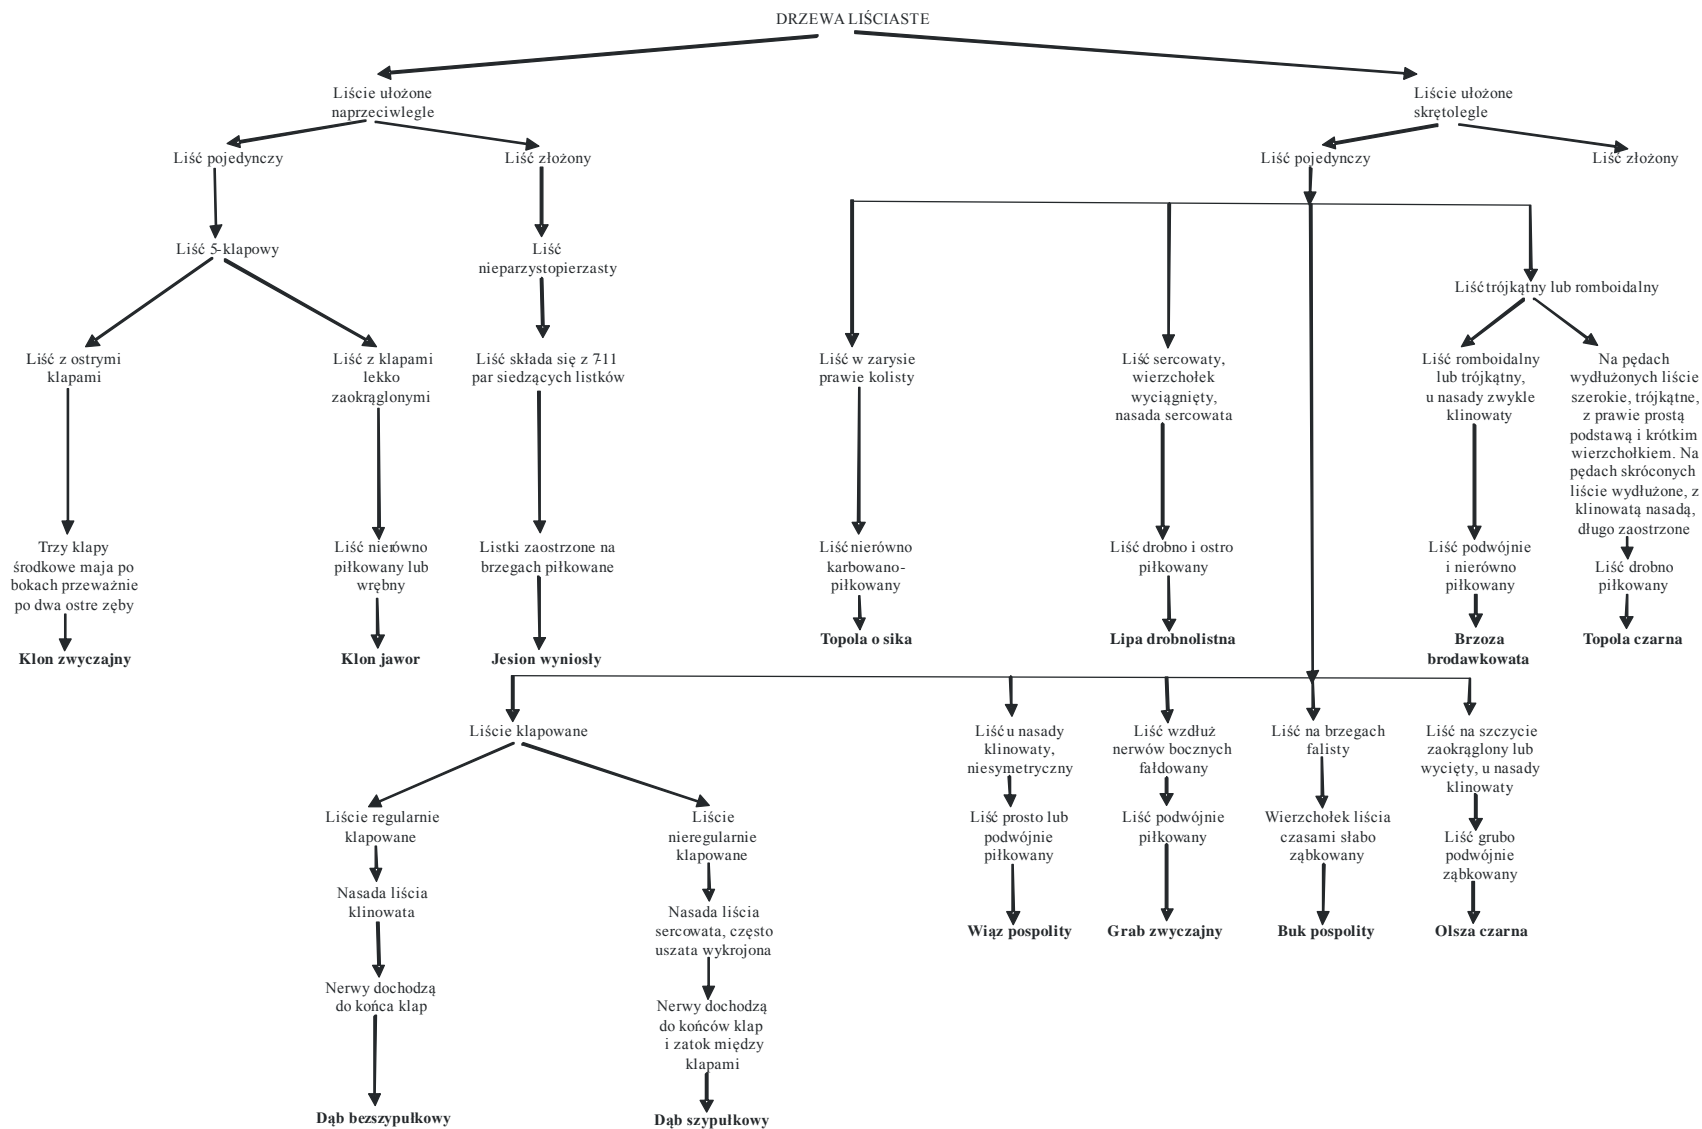 DRZEWA LIŚCIASTE
Liście ułożone
naprzeciwlegle
Liście ułożone
skrętolegle
Liść pojedynczy
Liść złożony
Liść pojedynczy
Liść złożony
Liść 5-klapowy
Liść
nieparzystopierzasty
Liść trójkątny lub romboidalny
Liść z ostrymi
klapami
Liść z klapami
lekko
zaokrąglonymi
Liść składa się z 7-11
par siedzących listków
Liść w zarysie
prawie kolisty
Liść sercowaty,
wierzchołek
wyciągnięty,
nasada sercowata
Liść romboidalny
lub trójkątny,
u nasady zwykle
klinowaty
Na pędach
wydłużonych liście
szerokie, trójkątne,
z prawie prostą
podstawą i krótkim
wierzchołkiem. Na
pędach skróconych
liście wydłużone, z
klinowatą nasadą,
długo zaostrzone
Trzy klapy
środkowe maja po
bokach przeważnie
po dwa ostre zęby
Liść nierówno
piłkowany lub
wrębny
Listki zaostrzone na
brzegach piłkowane
Liść nierówno
karbowano-
piłkowany
Liść drobno i ostro
piłkowany
Liść podwójnie
i nierówno
piłkowany
Liść drobno
piłkowany
Klon zwyczajny
Klon jawor
Jesion wyniosły
Topola o sika
Lipa drobnolistna
Brzoza
brodawkowata
Topola czarna
Liście klapowane
Liść u nasady
klinowaty,
niesymetryczny
Liść wzdłuż
nerwów bocznych
fałdowany
Liść na brzegach
falisty
Liść na szczycie
zaokrąglony lub
wycięty, u nasady
klinowaty
Liście regularnie
klapowane
Liście
nieregularnie
klapowane
Liść prosto lub
podwójnie
piłkowany
Liść podwójnie
piłkowany
Wierzchołek liścia
czasami słabo
ząbkowany
Liść grubo
podwójnie
ząbkowany
Nasada liścia
klinowata
Nasada liścia
sercowata, często
uszata wykrojona
Wiąz pospolity
Grab zwyczajny
Buk pospolity
Olsza czarna
Nerwy dochodzą
do końca klap
Nerwy dochodzą
do końców klap
i zatok między
klapami
Dąb bezszypułkowy
Dąb szypułkowy